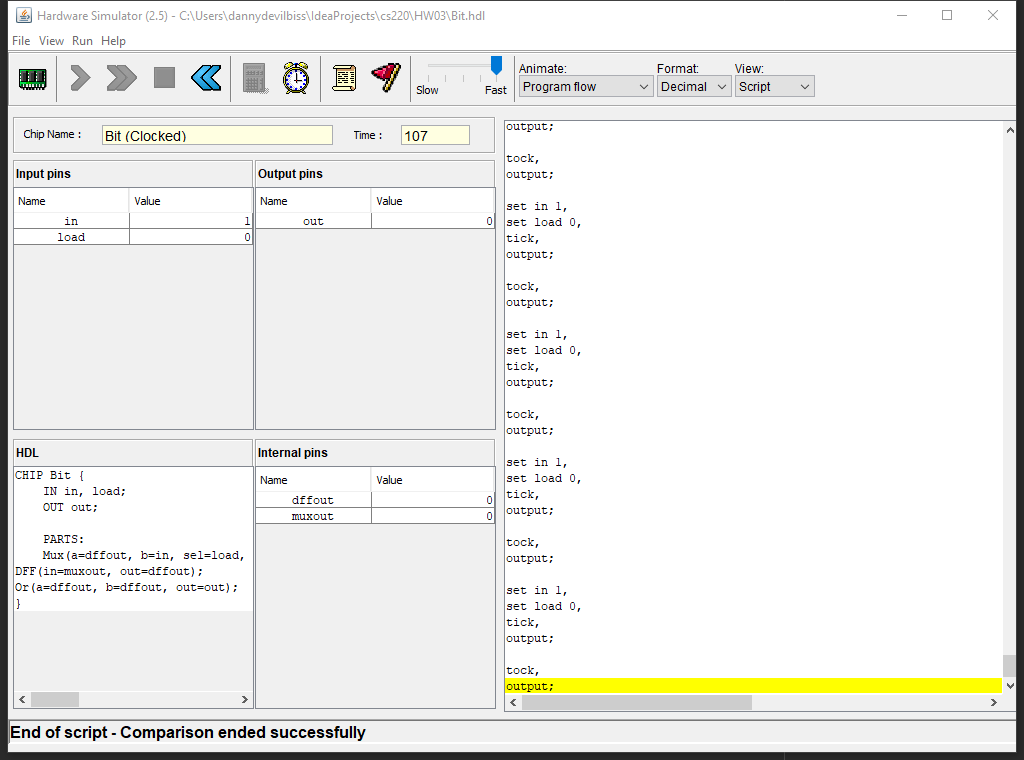 Hardware Simulator (2.5) - C:\Users\dannydevilbiss\IdeaProjects\cs220\HW03\Bit.hdl
File View Run Help
Slow Fast
Animate: Format: View:
Program flow Decimal Script
Chip Name : Bit (Clocked) Time : 107
Input pins
Name Value
in 1
load 0
Output pins
Name Value
out 0
HDL
CHIP Bit {
IN in, load;
OUT out;
PARTS:
Mux(a=dffout, b=in, sel=load,
DFF(in=muxout, out=dffout);
Or(a=dffout, b=dffout, out=out);
}
Internal pins
Name Value
dffout 0
muxout 0
output;
tock,
output;
set in 1,
set load 0,
tick,
output;
tock,
output;
set in 1,
set load 0,
tick,
output;
tock,
output;
set in 1,
set load 0,
tick,
output;
tock,
output;
set in 1,
set load 0,
tick,
output;
tock,
output;
End of script - Comparison ended successfully